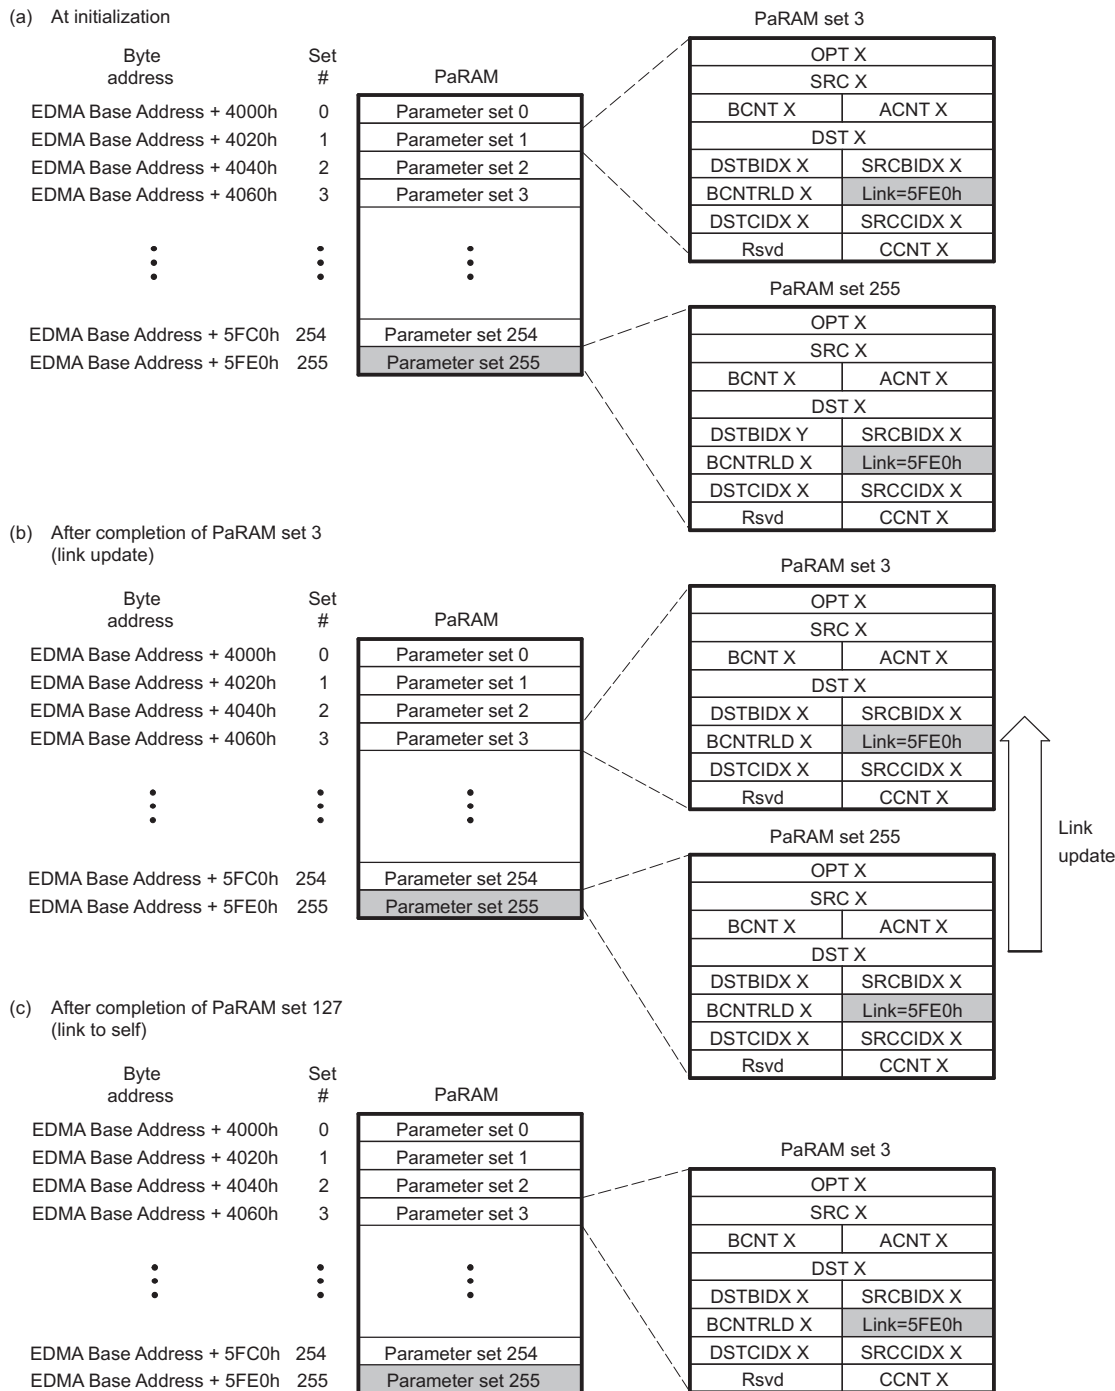 (a) At initialization
Byte address Set # PaRAM
EDMA Base Address + 4000h 0 Parameter set 0
EDMA Base Address + 4020h 1 Parameter set 1
EDMA Base Address + 4040h 2 Parameter set 2
EDMA Base Address + 4060h 3 Parameter set 3
EDMA Base Address + 5FC0h 254 Parameter set 254
EDMA Base Address + 5FE0h 255 Parameter set 255
PaRAM set 3
OPT X
SRC X
BCNT X ACNT X
DST X
DSTBIDX X SRCBIDX X
BCNTRLD X Link=5FE0h
DSTCIDX X SRCCIDX X
Rsvd CCNT X
PaRAM set 255
OPT X
SRC X
BCNT X ACNT X
DST X
DSTBIDX Y SRCBIDX X
BCNTRLD X Link=5FE0h
DSTCIDX X SRCCIDX X
Rsvd CCNT X
(b) After completion of PaRAM set 3
(link update)
Byte address Set # PaRAM
EDMA Base Address + 4000h 0 Parameter set 0
EDMA Base Address + 4020h 1 Parameter set 1
EDMA Base Address + 4040h 2 Parameter set 2
EDMA Base Address + 4060h 3 Parameter set 3
EDMA Base Address + 5FC0h 254 Parameter set 254
EDMA Base Address + 5FE0h 255 Parameter set 255
PaRAM set 3
OPT X
SRC X
BCNT X ACNT X
DST X
DSTBIDX X SRCBIDX X
BCNTRLD X Link=5FE0h
DSTCIDX X SRCCIDX X
Rsvd CCNT X
PaRAM set 255
OPT X
SRC X
BCNT X ACNT X
DST X
DSTBIDX X SRCBIDX X
BCNTRLD X Link=5FE0h
DSTCIDX X SRCCIDX X
Rsvd CCNT X
Link
update
(c) After completion of PaRAM set 127
(link to self)
Byte address Set # PaRAM
EDMA Base Address + 4000h 0 Parameter set 0
EDMA Base Address + 4020h 1 Parameter set 1
EDMA Base Address + 4040h 2 Parameter set 2
EDMA Base Address + 4060h 3 Parameter set 3
EDMA Base Address + 5FC0h 254 Parameter set 254
EDMA Base Address + 5FE0h 255 Parameter set 255
PaRAM set 3
OPT X
SRC X
BCNT X ACNT X
DST X
DSTBIDX X SRCBIDX X
BCNTRLD X Link=5FE0h
DSTCIDX X SRCCIDX X
Rsvd CCNT X